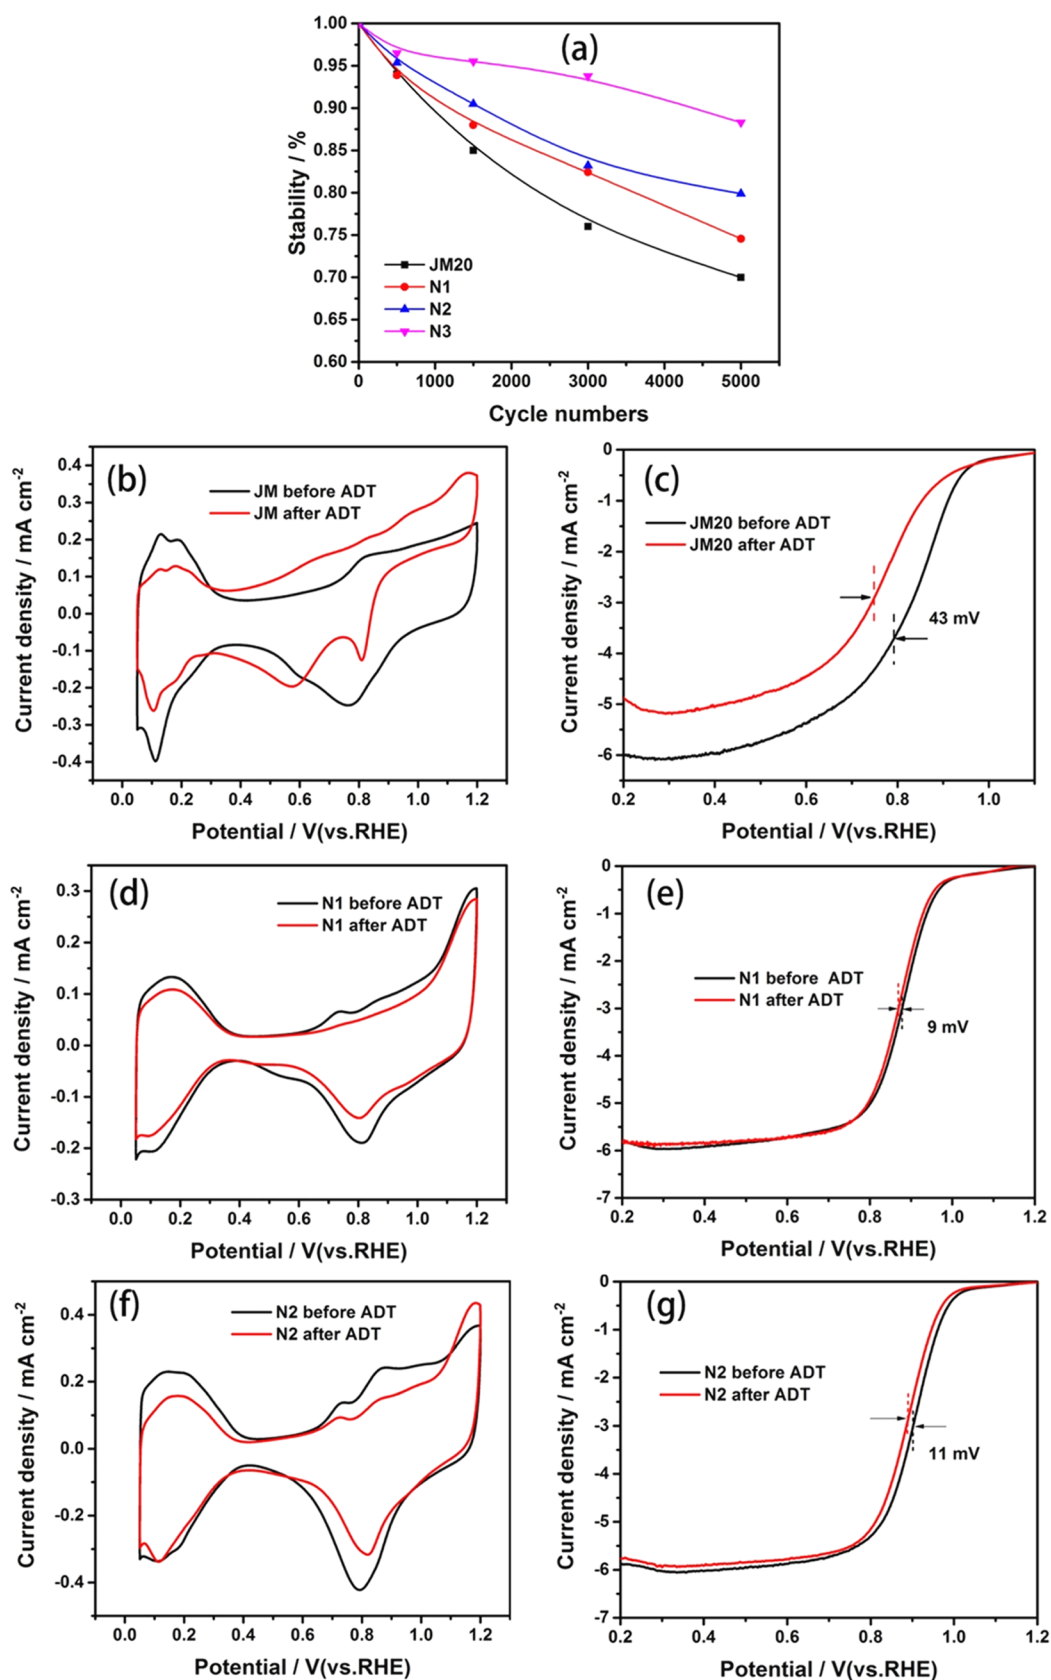 (a)
1.00
0.95
0.90
0.85
0.80
0.75
0.70
0.65
0.60
Stability / %
JM20
N1
N2
N3
0 1000 2000 3000 4000 5000
Cycle numbers
(b)
0.4
0.3
0.2
0.1
0.0
-0.1
-0.2
-0.3
-0.4
Current density / mA cm-2
JM before ADT
JM after ADT
0.0 0.2 0.4 0.6 0.8 1.0 1.2
Potential / V(vs.RHE)
(c)
0
-1
-2
-3
-4
-5
-6
Current density / mA cm-2
JM20 before ADT
JM20 after ADT
43 mV
0.2 0.4 0.6 0.8 1.0
Potential / V(vs.RHE)
(d)
0.3
0.2
0.1
0.0
-0.1
-0.2
-0.3
Current density / mA cm-2
N1 before ADT
N1 after ADT
0.0 0.2 0.4 0.6 0.8 1.0 1.2
Potential / V(vs.RHE)
(e)
0
-1
-2
-3
-4
-5
-6
-7
Current density / mA cm-2
N1 before ADT
N1 after ADT
9 mV
0.2 0.4 0.6 0.8 1.0 1.2
Potential / V(vs.RHE)
(f)
0.4
0.2
0.0
-0.2
-0.4
Current density / mA cm-2
N2 before ADT
N2 after ADT
0.0 0.2 0.4 0.6 0.8 1.0 1.2
Potential / V(vs.RHE)
(g)
0
-1
-2
-3
-4
-5
-6
-7
Current density / mA cm-2
N2 before ADT
N2 after ADT
11 mV
0.2 0.4 0.6 0.8 1.0 1.2
Potential / V(vs.RHE)